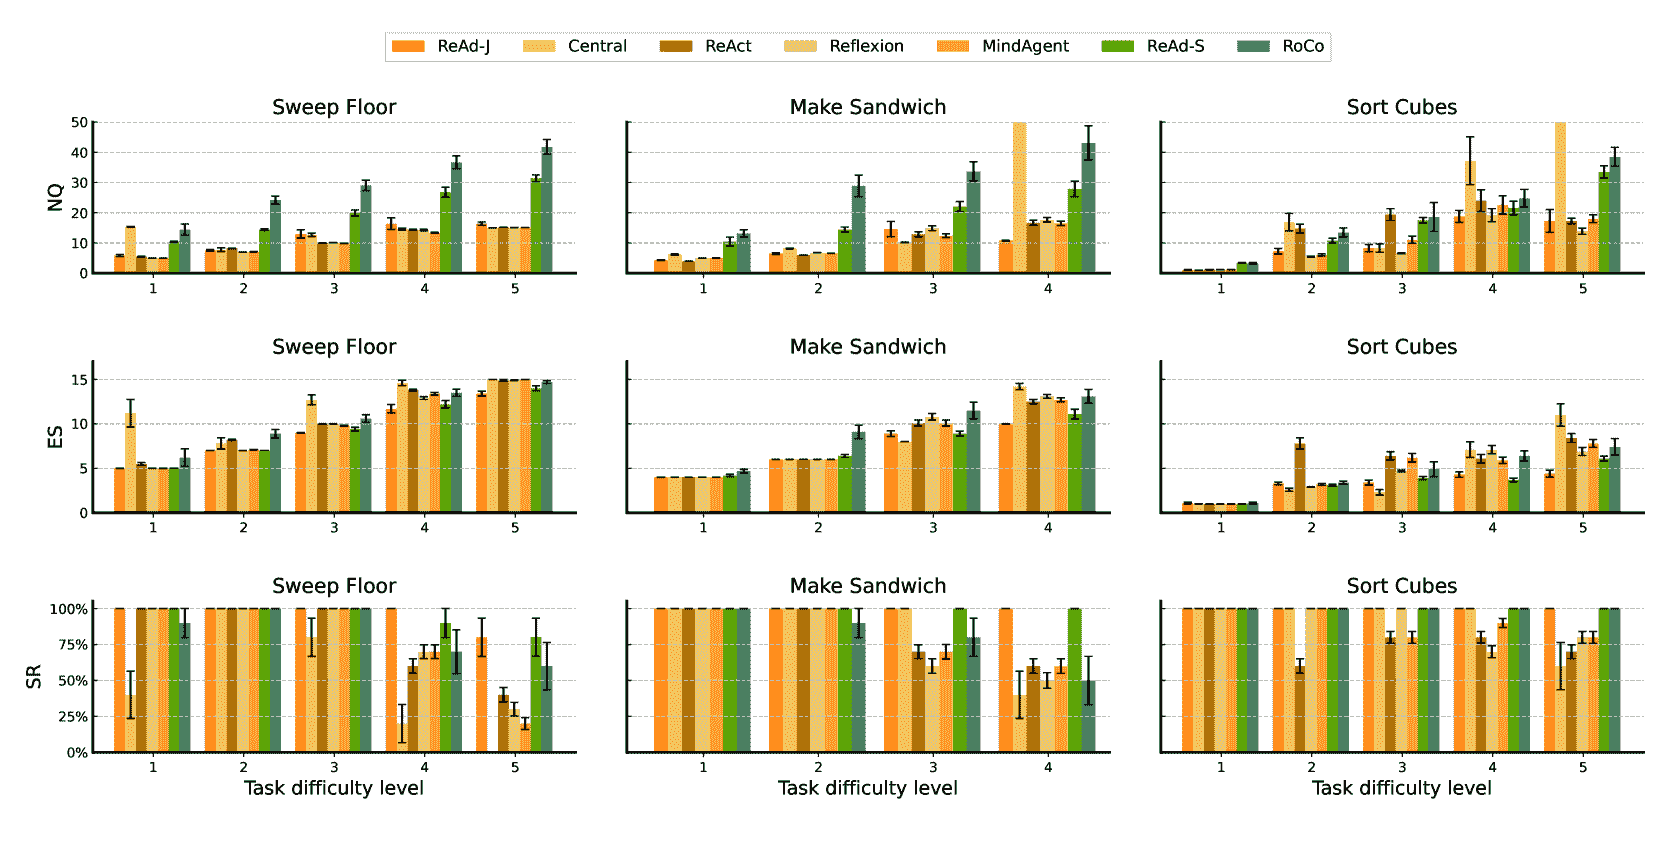 ReAd-J Central ReAct Reflexion MindAgent ReAd-S RoCo
Sweep Floor Make Sandwich Sort Cubes
NQ
50
40
30
20
10
0
1 2 3 4 5
1 2 3 4
1 2 3 4 5
Sweep Floor Make Sandwich Sort Cubes
ES
15
10
5
0
1 2 3 4 5
1 2 3 4
1 2 3 4 5
Sweep Floor Make Sandwich Sort Cubes
SR
100%
75%
50%
25%
0%
1 2 3 4 5
1 2 3 4
1 2 3 4 5
Task difficulty level Task difficulty level Task difficulty level